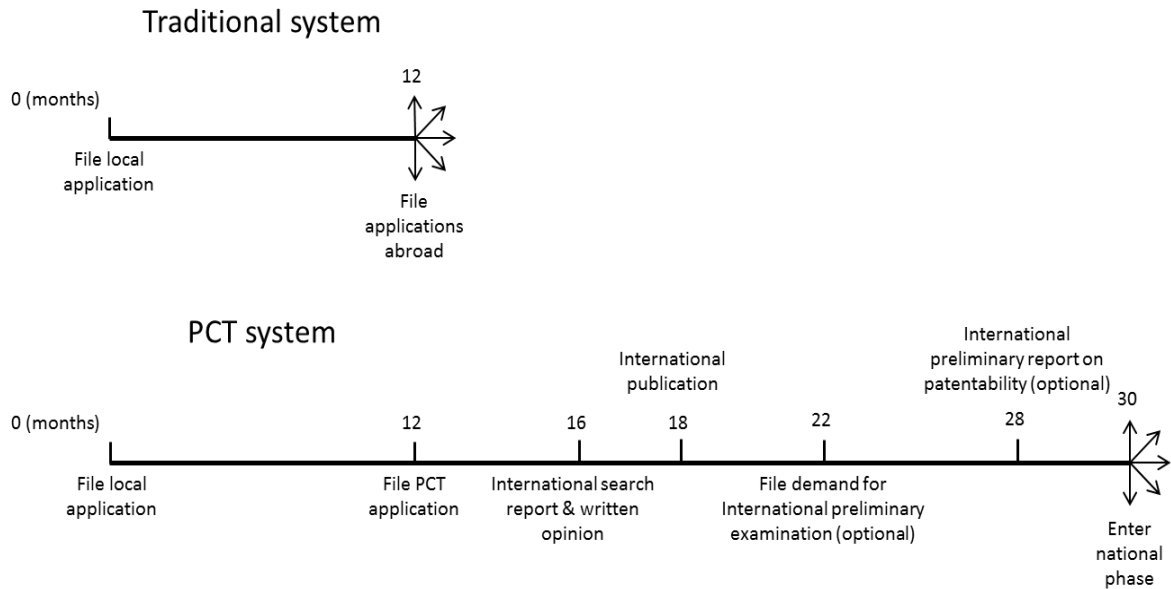 Traditional system
12
0 (months)
File local
application
File
applications
abroad
PCT system
International
preliminary report on
patentability (optional)
International
publication
30
0 (months)
12
16
18
22
28
File local
application
File PCT
application
International search
report & written
opinion
File demand for
International preliminary
examination (optional)
Enter
national
phase